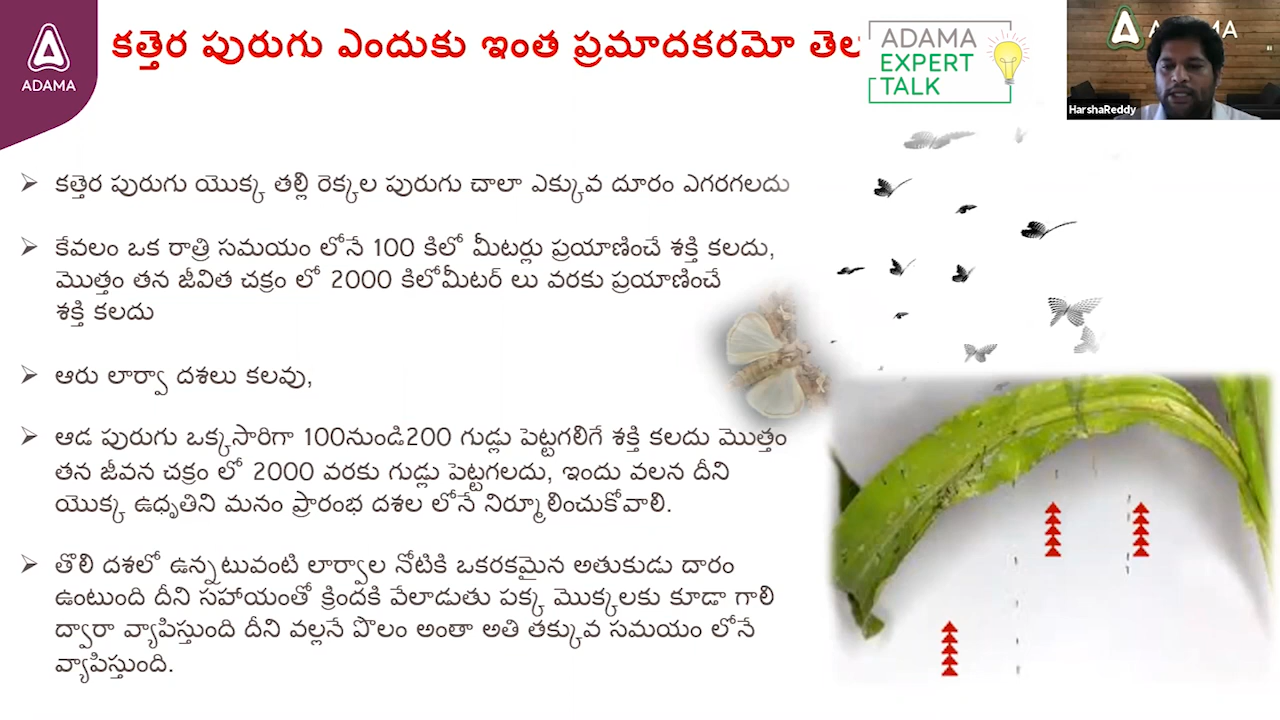 ADAMA
కత్తెర పురుగు ఎందుకు ఇంత ప్రమాదకరమో
ADAMA
EXPERT
TALK
HarshaReddy
కత్తెర పురుగు యొక్క తల్లి రెక్కల పురుగు చాలా ఎక్కువ దూరం ఎగరగలదు
కేవలం ఒక రాత్రి సమయం లోనే 100 కిలో మీటర్లు ప్రయాణించే శక్తి కలదు,
మొత్తం తన జీవిత చక్రం లో 2000 కిలోమీటర్ లు వరకు ప్రయాణించే
శక్తి కలదు
ఆరు లార్వా దశలు కలవు,
ఆడ పురుగు ఒక్కసారిగా 100నుండి200 గుడ్లు పెట్టగలిగే శక్తి కలదు మొత్తం
తన జీవన చక్రం లో 2000 వరకు గుడ్లు పెట్టగలదు, ఇందు వలన దీని
యొక్క ఉధృతిని మనం ప్రారంభ దశల లోనే నిర్మూలించుకోవాలి.
తొలి దశలో ఉన్నటువంటి లార్వాల నోటికి ఒకరకమైన అతుకుడు దారం
ఉంటుంది దీని సహాయంతో క్రిందకి వేలాడుతు పక్క మొక్కలకు కూడా గాలి
ద్వారా వ్యాపిస్తుంది దీని వల్లనే పొలం అంతా అతి తక్కువ సమయం లోనే
వ్యాపిస్తుంది.